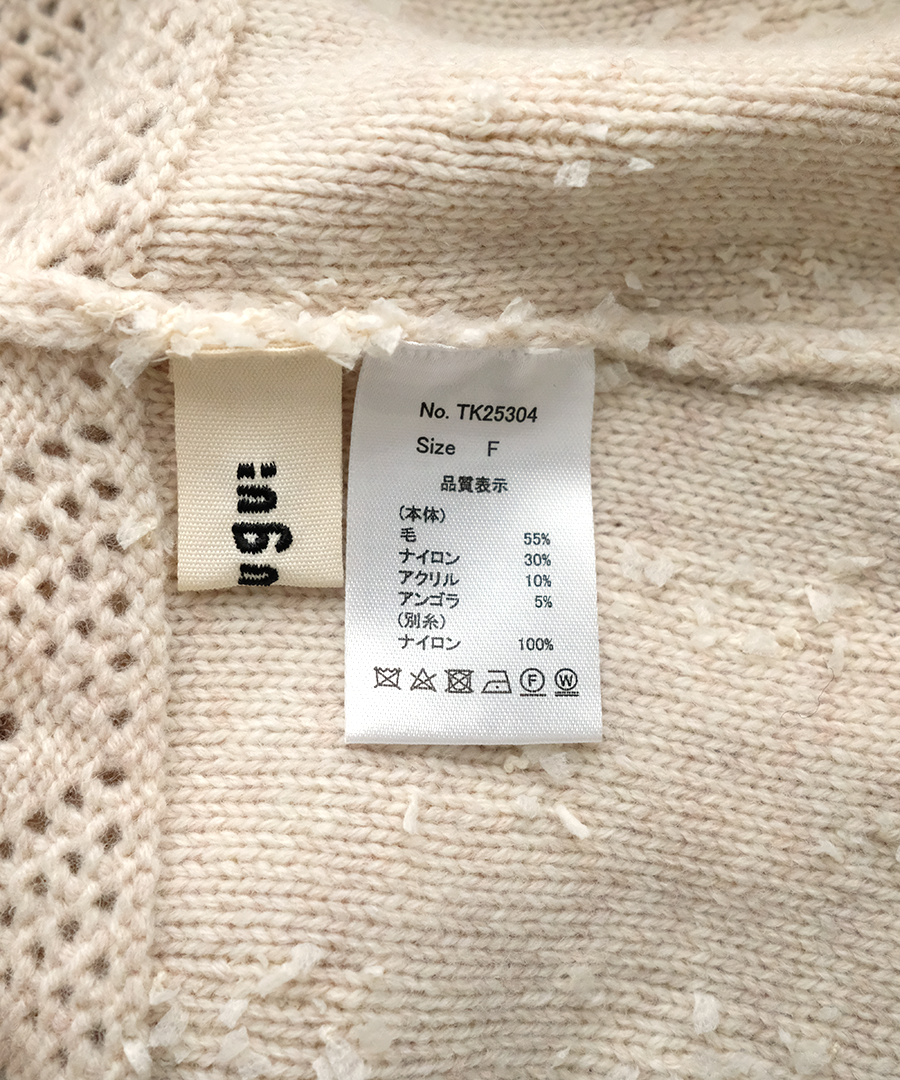 No. TK25304
Size F
品質表示
(本体)
毛 55%
ナイロン 30%
アクリル 10%
アンゴラ 5%
(別糸)
ナイロン 100%
F W